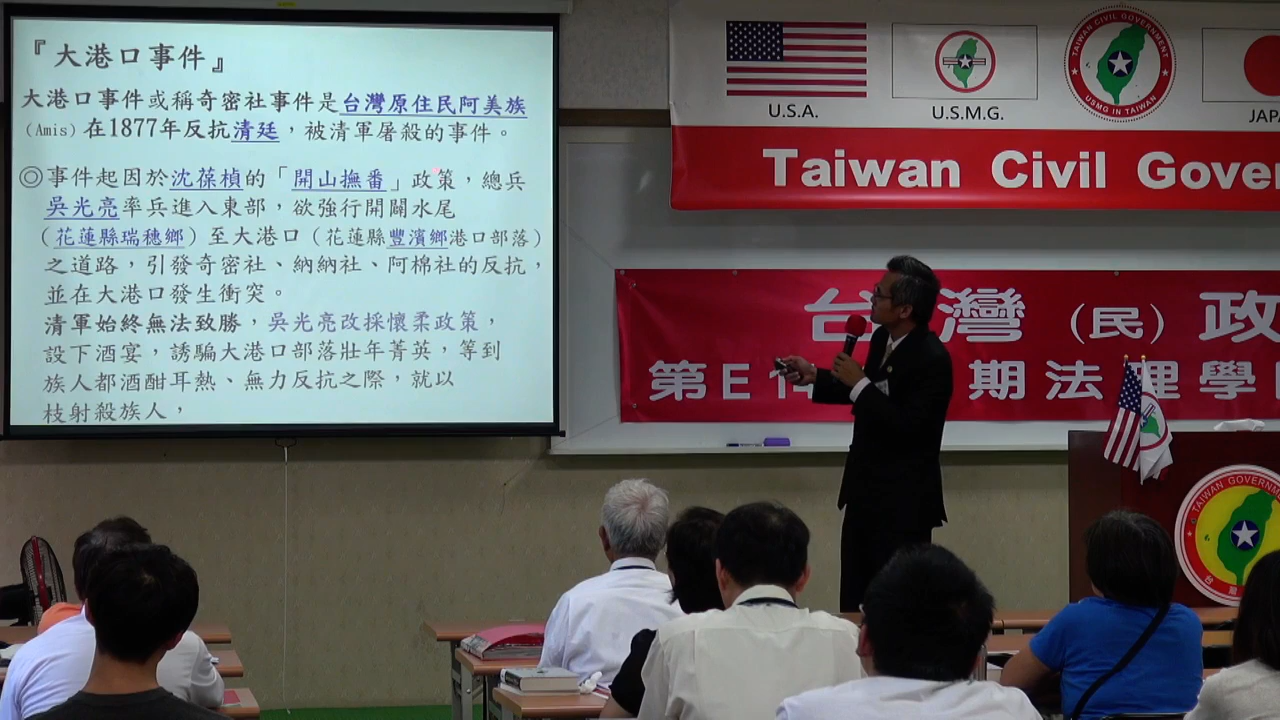 『大港口事件』
大港口事件或稱奇密社事件是台灣原住民阿美族
（Amis）在1877年反抗清廷，被清軍屠殺的事件。
◎事件起因於沈葆楨的「開山撫番」政策，總兵
吳光亮率兵進入東部，欲強行開闢水尾
（花蓮縣瑞穗鄉）至大港口（花蓮縣豐濱鄉港口部落）
之道路，引發奇密社、納納社、阿棉社的反抗，
並在大港口發生衝突。
清軍始終無法致勝，吳光亮改採懷柔政策，
設下酒宴，誘騙大港口部落壯年菁英，等到
族人都酒酣耳熱、無力反抗之際，就以
枝射殺族人，
U.S.A.
U.S.M.G.
TAIWAN CIVIL GOVERNMENT
USMG IN TAIWAN
JAPA
Taiwan Civil Gover
台灣（民）政
第E
期法理學
TAIWAN GOVERNM
台